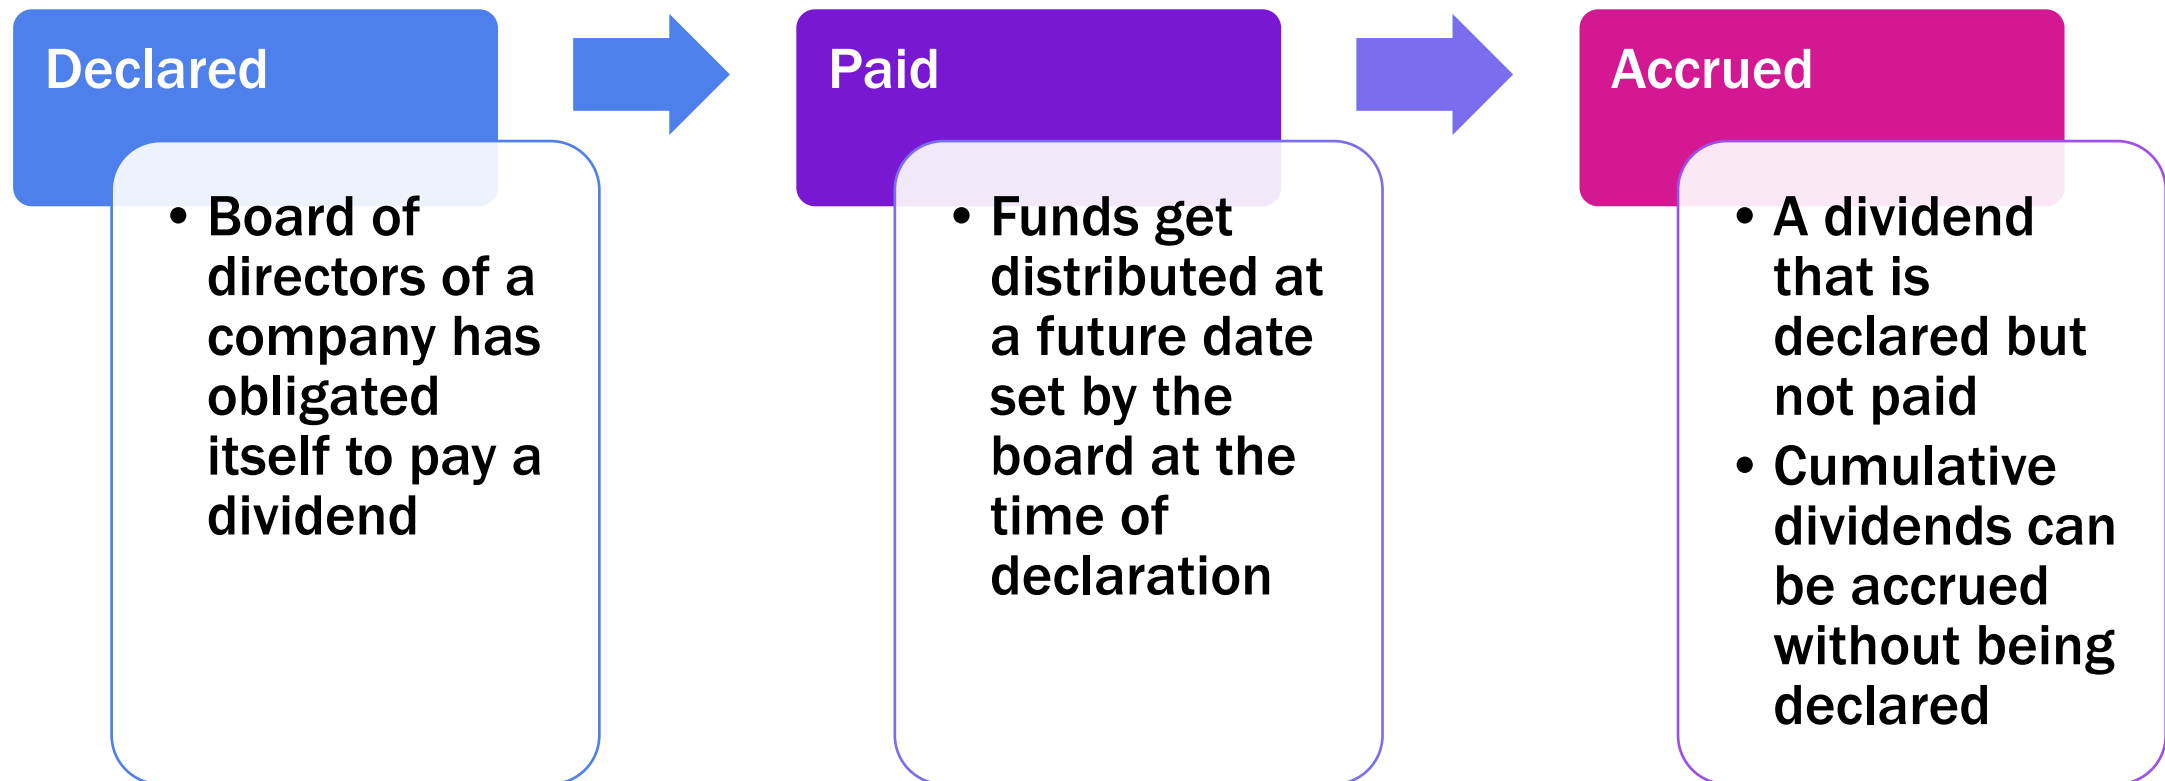 Declared
• Board of
directors of a
company has
obligated
itself to pay a
dividend
Paid
• Funds get
distributed at
a future date
set by the
board at the
time of
declaration
Accrued
• A dividend
that is
declared but
not paid
• Cumulative
dividends can
be accrued
without being
declared